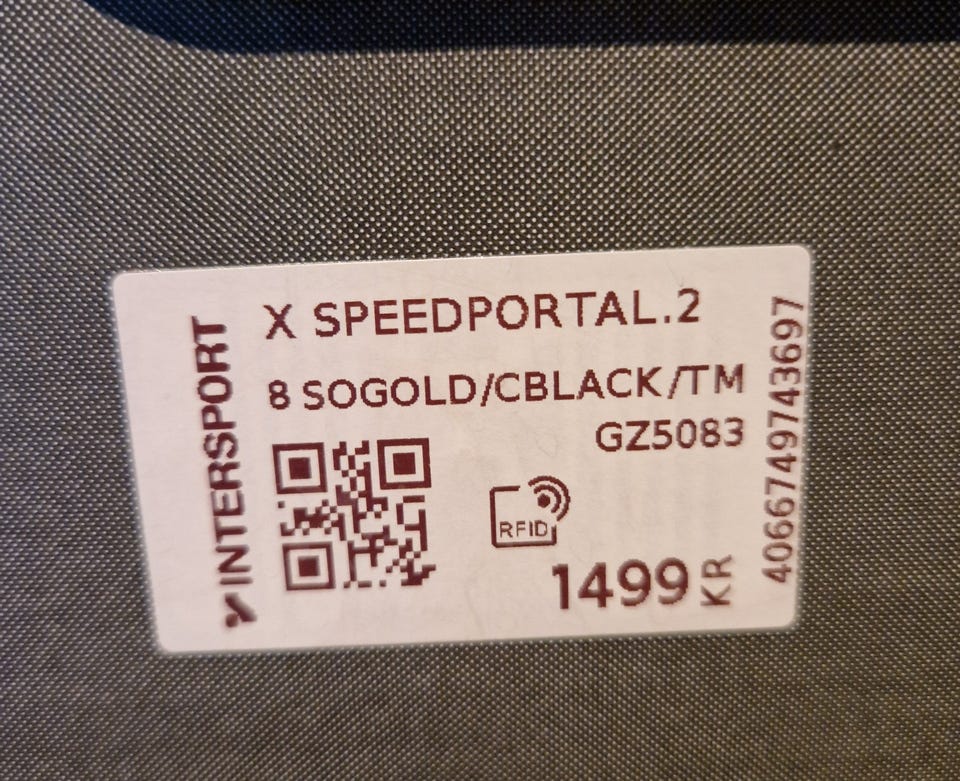 INTERSPORT
X SPEEDPORTAL.2
8 SOGOLD/CBLACK/TM
GZ5083
RFID
1499 KR
4066749743697